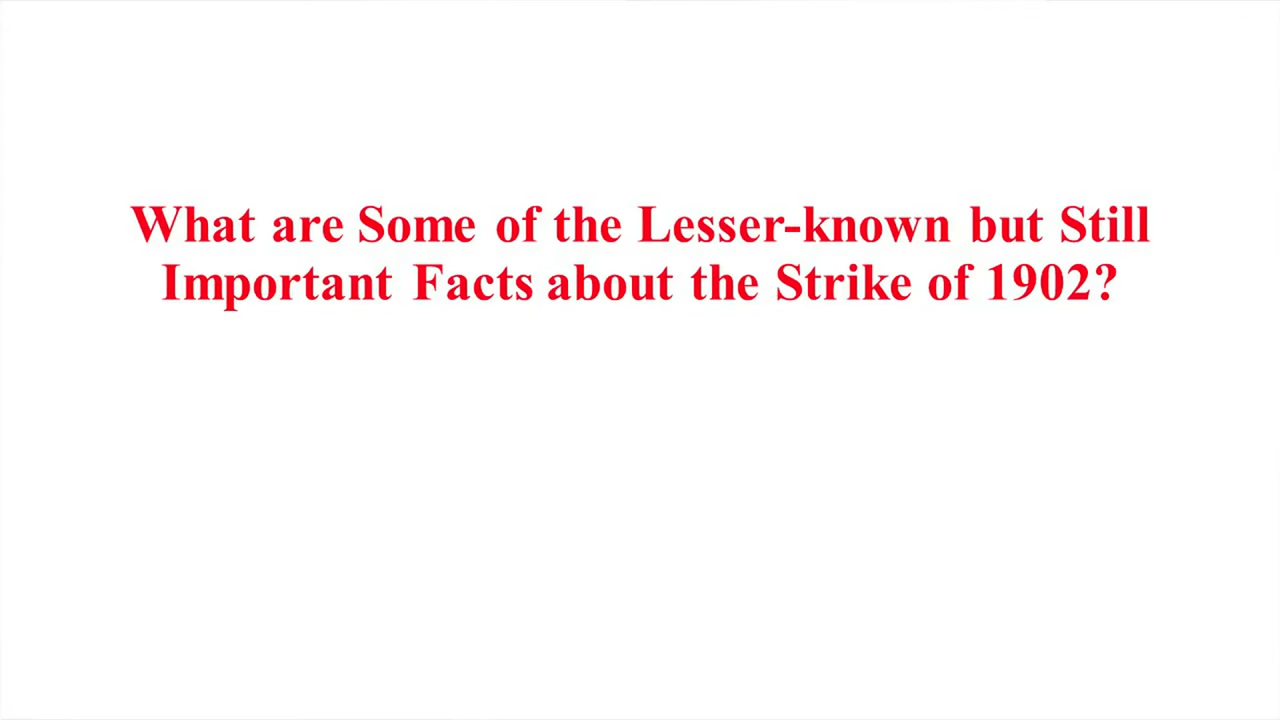 What are Some of the Lesser-known but Still
Important Facts about the Strike of 1902?